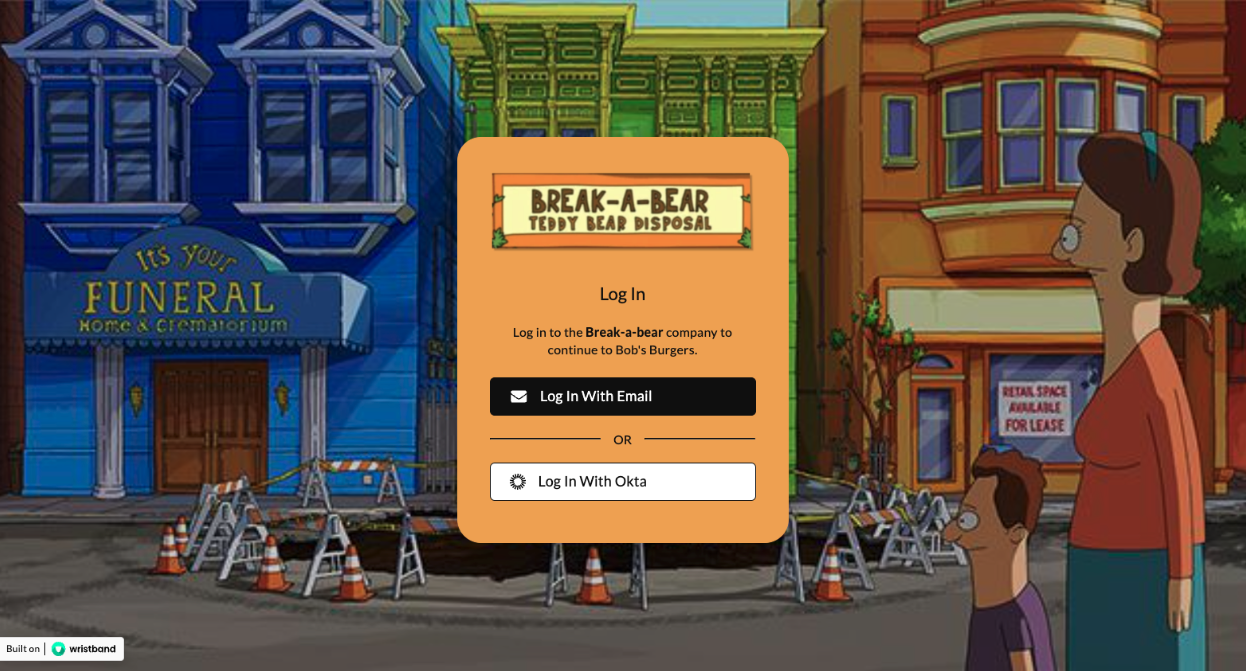 It's your
FUNERAL
Home & Crematorium
BREAK-A-BEAR
TEDDY BEAR DISPOSAL
Log In
Log in to the Break-a-bear company to
continue to Bob's Burgers.
Log In With Email
OR
Log In With Okta
RETAIL SPACE
AVAILABLE
FOR LEASE
Built on | wristband